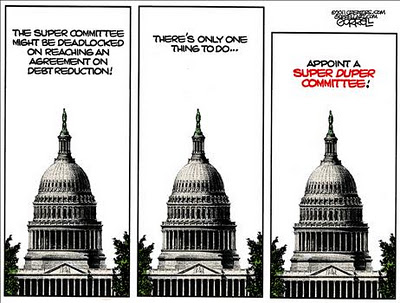 THE SUPER COMMITTEE
MIGHT BE DEADLOCKED
ON REACHING AN
AGREEMENT ON
DEBT REDUCTION!
THERE'S ONLY ONE
THING TO DO...
APPOINT A
SUPER DUPER
COMMITTEE!